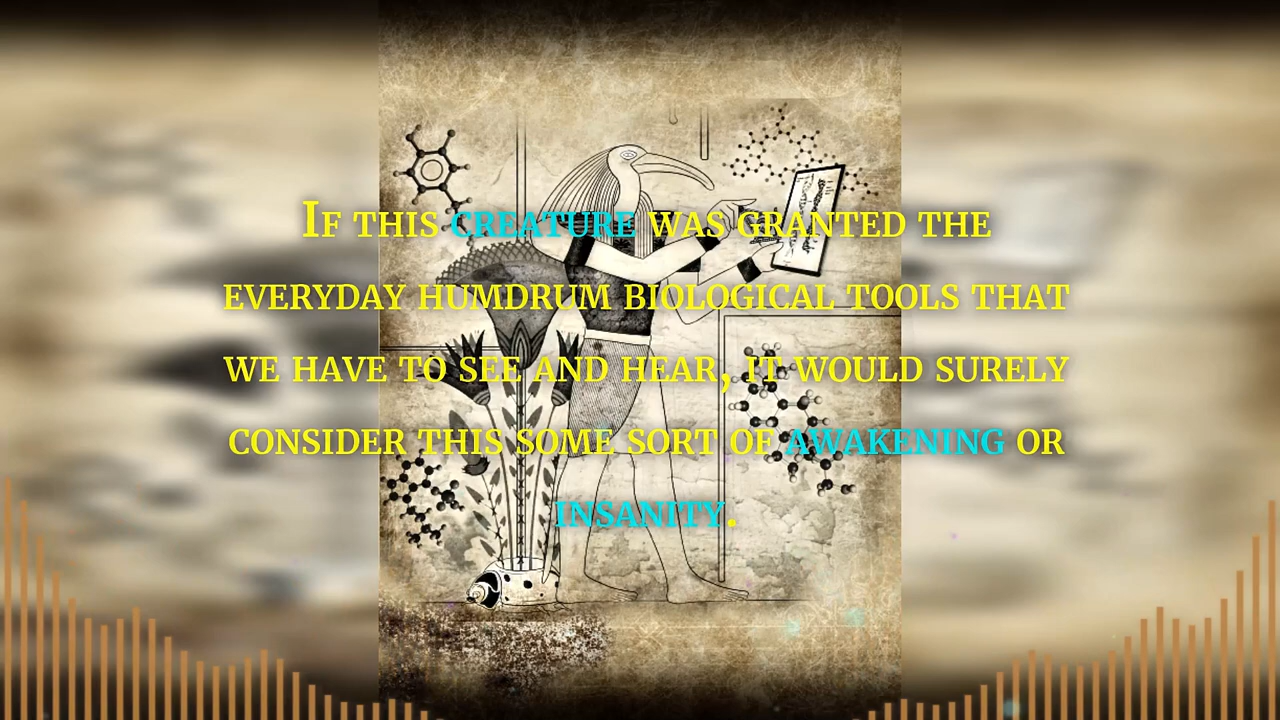 If this creature was granted the
everyday humdrum biological tools that
we have to see and hear, it would surely
consider this some sort of awakening or
insanity.